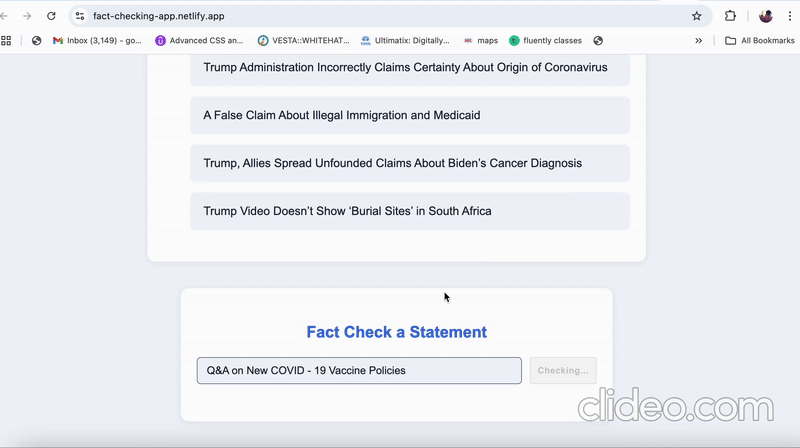 fact-checking-app.netlify.app
Inbox (3,149) - go...
Advanced CSS an...
VESTA::WHITEHAT...
Ultimatix: Digitally...
maps
fluently classes
All Bookmarks
Trump Administration Incorrectly Claims Certainty About Origin of Coronavirus
A False Claim About Illegal Immigration and Medicaid
Trump, Allies Spread Unfounded Claims About Biden’s Cancer Diagnosis
Trump Video Doesn’t Show ‘Burial Sites’ in South Africa
Fact Check a Statement
Q&A on New COVID - 19 Vaccine Policies
Checking...
clideo.com